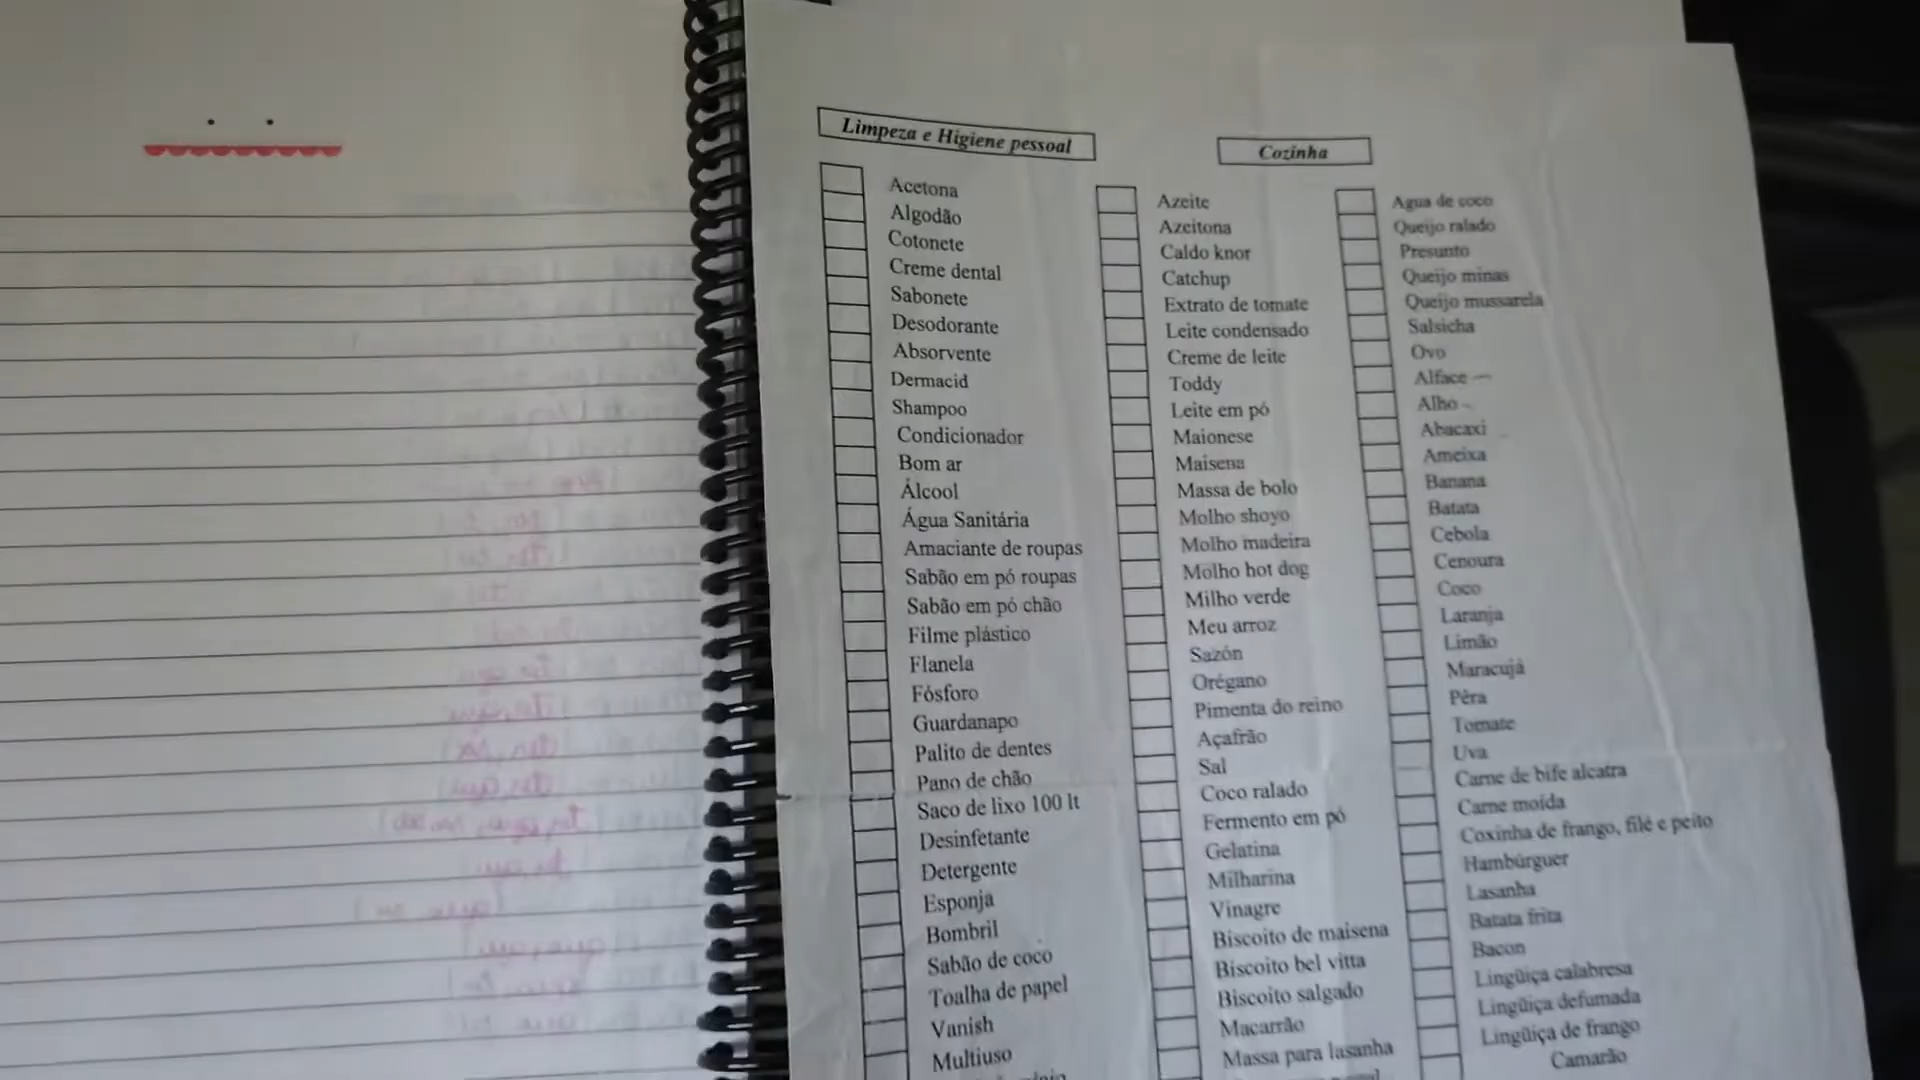 Limpeza e Higiene pessoal
Acetona
Algodão
Cotonete
Creme dental
Sabonete
Desodorante
Absorvente
Dermacid
Shampoo
Condicionador
Bom ar
Álcool
Água Sanitária
Amaciante de roupas
Sabão em pó roupas
Sabão em pó chão
Filme plástico
Flanela
Fósforo
Guardanapo
Palito de dentes
Pano de chão
Saco de lixo 100 lt
Desinfetante
Detergente
Esponja
Bombril
Sabão de coco
Toalha de papel
Vanish
Multiuso
Cozinha
Azeite
Azeitona
Caldo knor
Catchup
Extrato de tomate
Leite condensado
Creme de leite
Toddy
Leite em pó
Maionese
Maisena
Massa de bolo
Molho shoyo
Molho madeira
Molho hot dog
Milho verde
Meu arroz
Sazón
Orégano
Pimenta do reino
Açafrão
Sal
Coco ralado
Fermento em pó
Gelatina
Milharina
Vinagre
Biscoito de maisena
Biscoito bel vitta
Biscoito salgado
Macarrão
Massa para lasanha
Agua de coco
Queijo ralado
Presunto
Queijo minas
Queijo mussarela
Salsicha
Ovo
Alface
Alho
Abacaxi
Ameixa
Banana
Batata
Cebola
Cenoura
Coco
Laranja
Limão
Maracujá
Pêra
Tomate
Uva
Carne de bife alcatra
Carne moída
Coxinha de frango, filé e peito
Hambúrguer
Lasanha
Batata frita
Bacon
Lingüiça calabresa
Lingüiça defumada
Lingüiça de frango
Camarão